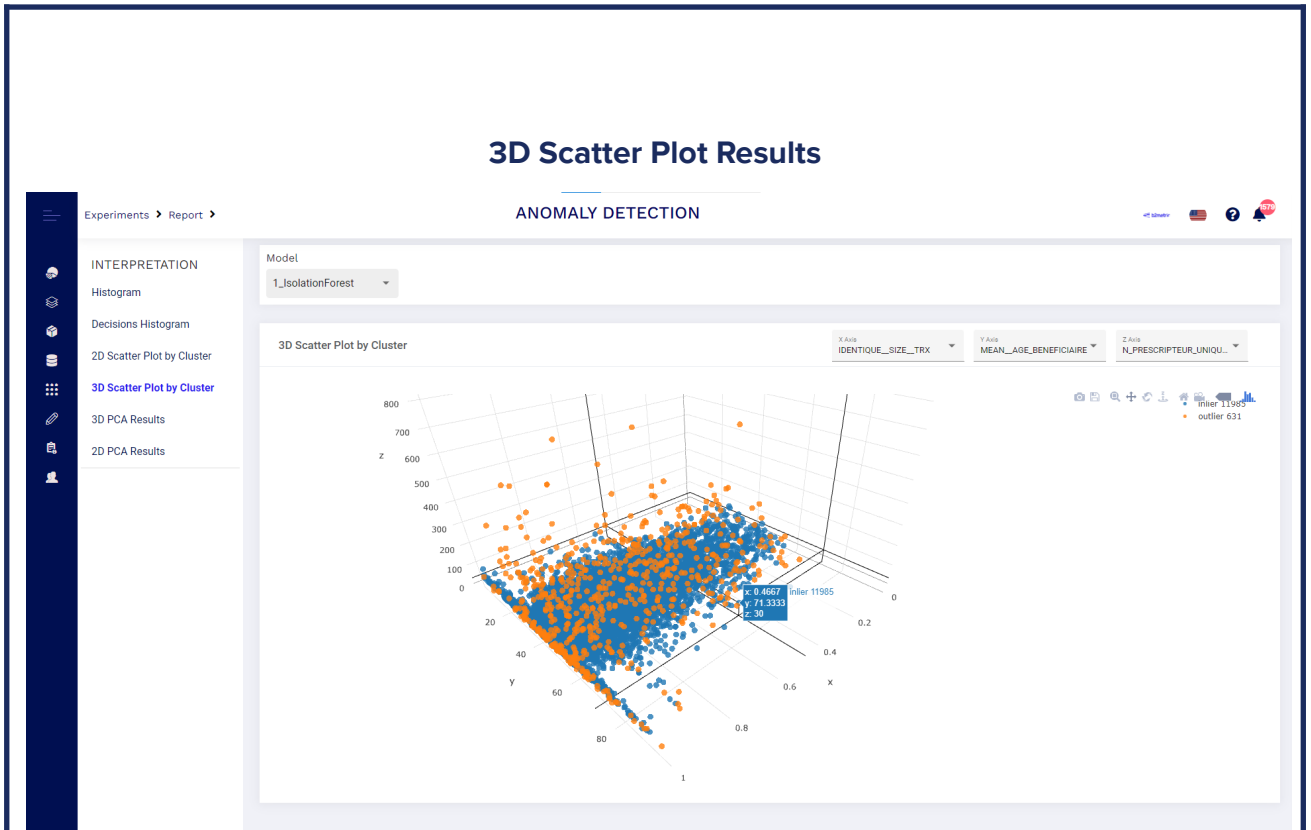 3D Scatter Plot Results
Experiments > Report >
ANOMALY DETECTION
1579
INTERPRETATION
Histogram
Decisions Histogram
2D Scatter Plot by Cluster
3D Scatter Plot by Cluster
3D PCA Results
2D PCA Results
Model
1_IsolationForest
3D Scatter Plot by Cluster
X Axis
IDENTIQUE__SIZE__TRX
Y Axis
MEAN__AGE_BENEFICIAIRE
Z Axis
N_PRESCRIPTEUR_UNIQU...
inlier 11985
outlier 631
800
700
z
600
500
400
300
200
100
0
20
40
y
60
80
x: 0.4667
y: 71.3333
z: 30
inlier 11985
0
0.2
0.4
x
0.6
0.8
1